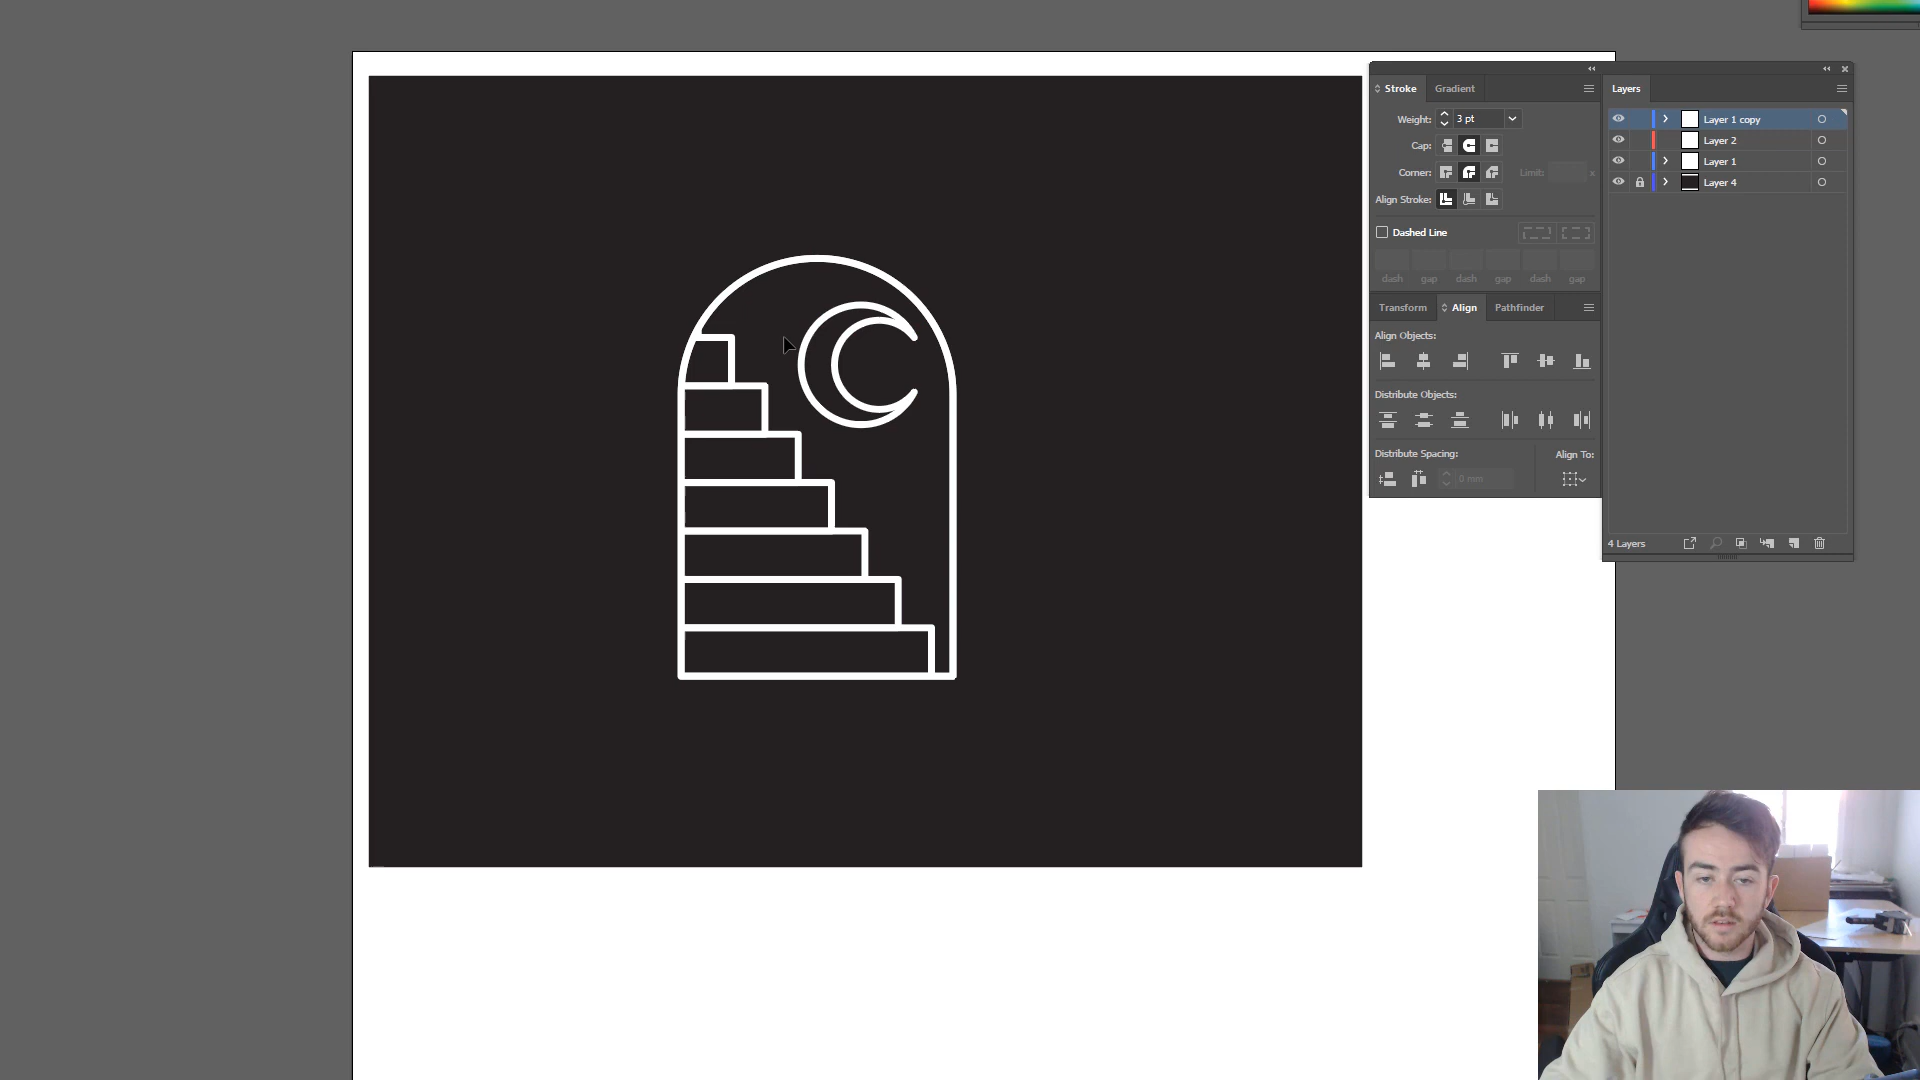 Stroke
Gradient
Weight: 3 pt
Cap:
Corner: Limit: x
Align Stroke:
Dashed Line
dash gap dash gap dash gap
Transform
Align
Pathfinder
Align Objects:
Distribute Objects:
Distribute Spacing: Align To:
0 mm
Layers
Layer 1 copy
Layer 2
Layer 1
Layer 4
4 Layers